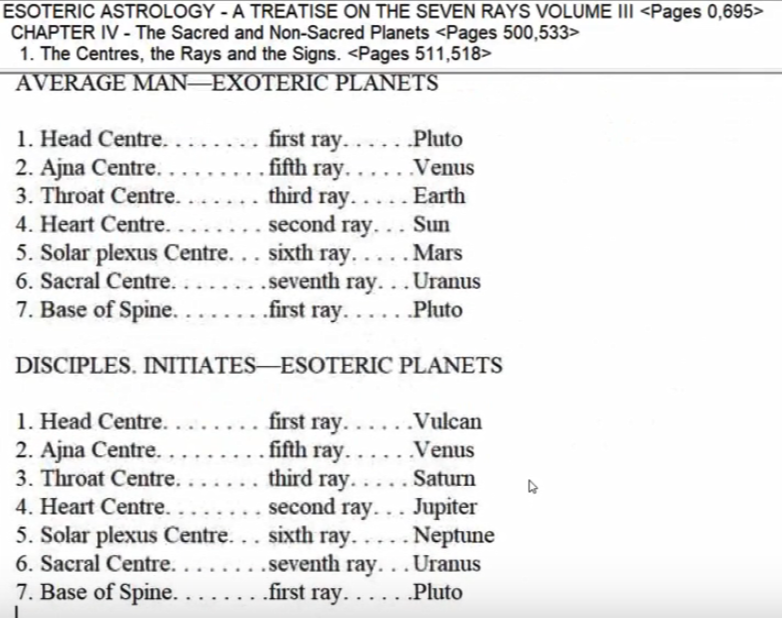 ESOTERIC ASTROLOGY - A TREATISE ON THE SEVEN RAYS VOLUME III <Pages 0,695>
CHAPTER IV - The Sacred and Non-Sacred Planets <Pages 500,533>
1. The Centres, the Rays and the Signs. <Pages 511,518>
AVERAGE MAN—EXOTERIC PLANETS
1. Head Centre. . . . . . . . first ray. . . . . .Pluto
2. Ajna Centre. . . . . . . . . fifth ray. . . . . .Venus
3. Throat Centre. . . . . . . third ray. . . . . Earth
4. Heart Centre. . . . . . . . second ray. . . Sun
5. Solar plexus Centre. . . sixth ray. . . . . Mars
6. Sacral Centre. . . . . . . .seventh ray. . . Uranus
7. Base of Spine. . . . . . . .first ray. . . . . .Pluto
DISCIPLES. INITIATES—ESOTERIC PLANETS
1. Head Centre. . . . . . . . first ray. . . . . .Vulcan
2. Ajna Centre. . . . . . . . . fifth ray. . . . . .Venus
3. Throat Centre. . . . . . . third ray. . . . . Saturn
4. Heart Centre. . . . . . . . second ray. . . Jupiter
5. Solar plexus Centre. . . sixth ray. . . . . Neptune
6. Sacral Centre. . . . . . . .seventh ray. . . Uranus
7. Base of Spine. . . . . . . .first ray. . . . . .Pluto